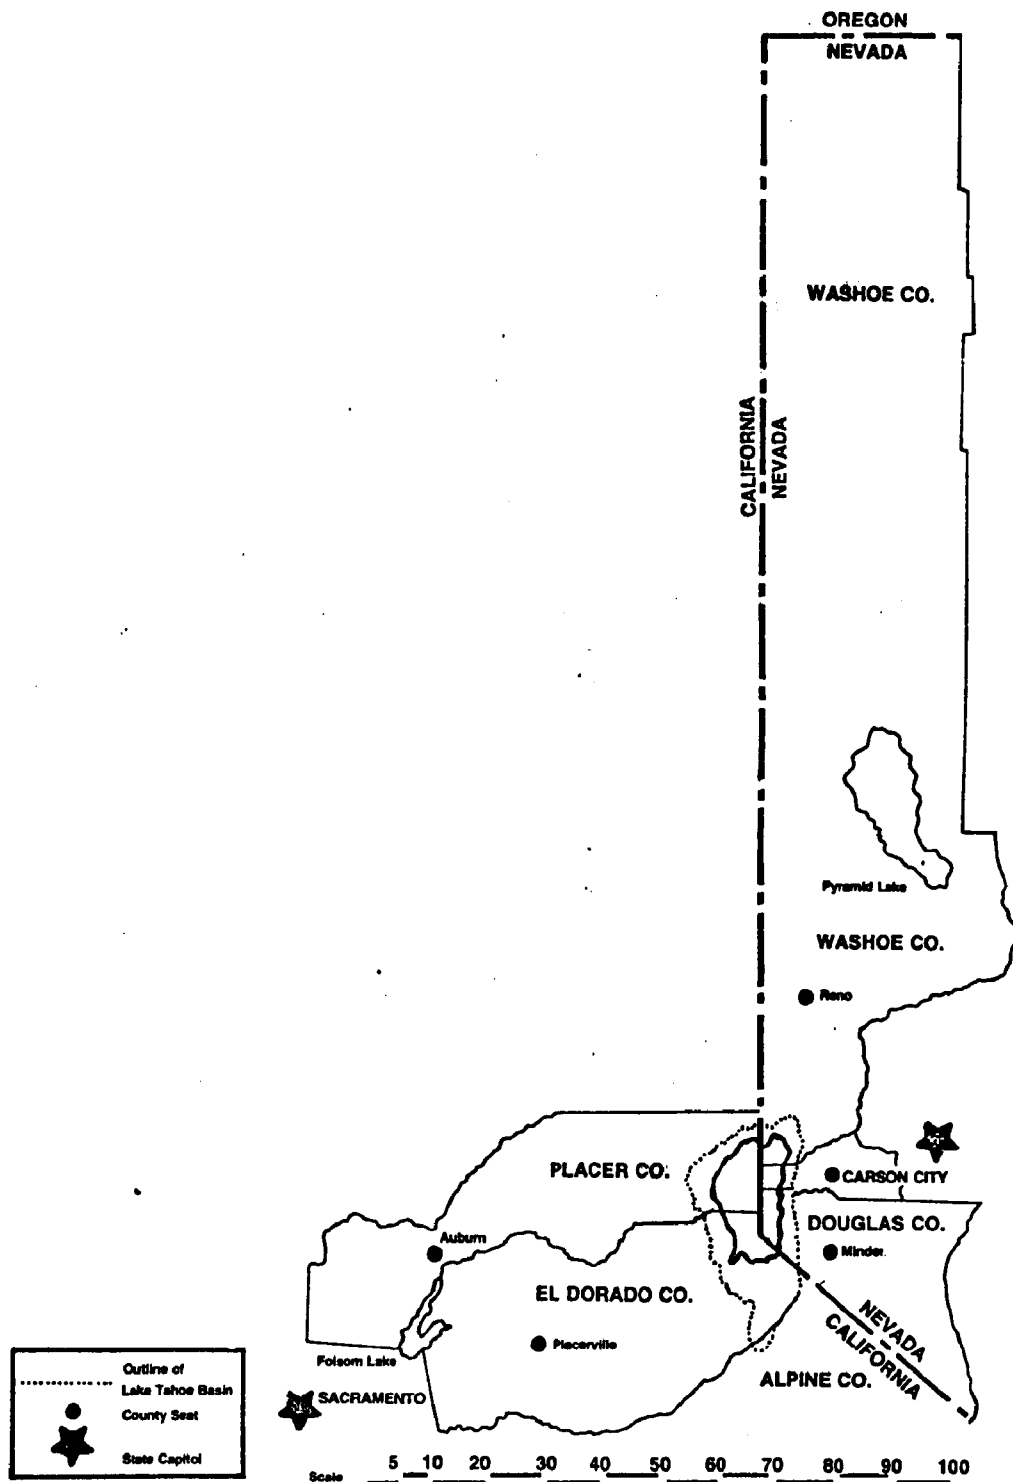 OREGON
NEVADA
WASHOE CO.
CALIFORNIA
NEVADA
Pyramid Lake
WASHOE CO.
Reno
PLACER CO.
CARSON CITY
Auburn
DOUGLAS CO.
Minden
EL DORADO CO.
NEVADA
CALIFORNIA
Placerville
Folsom Lake
ALPINE CO.
SACRAMENTO
Outline of
Lake Tahoe Basin
County Seat
State Capitol
Scale 5 10 20 30 40 50 60 70 80 90 100